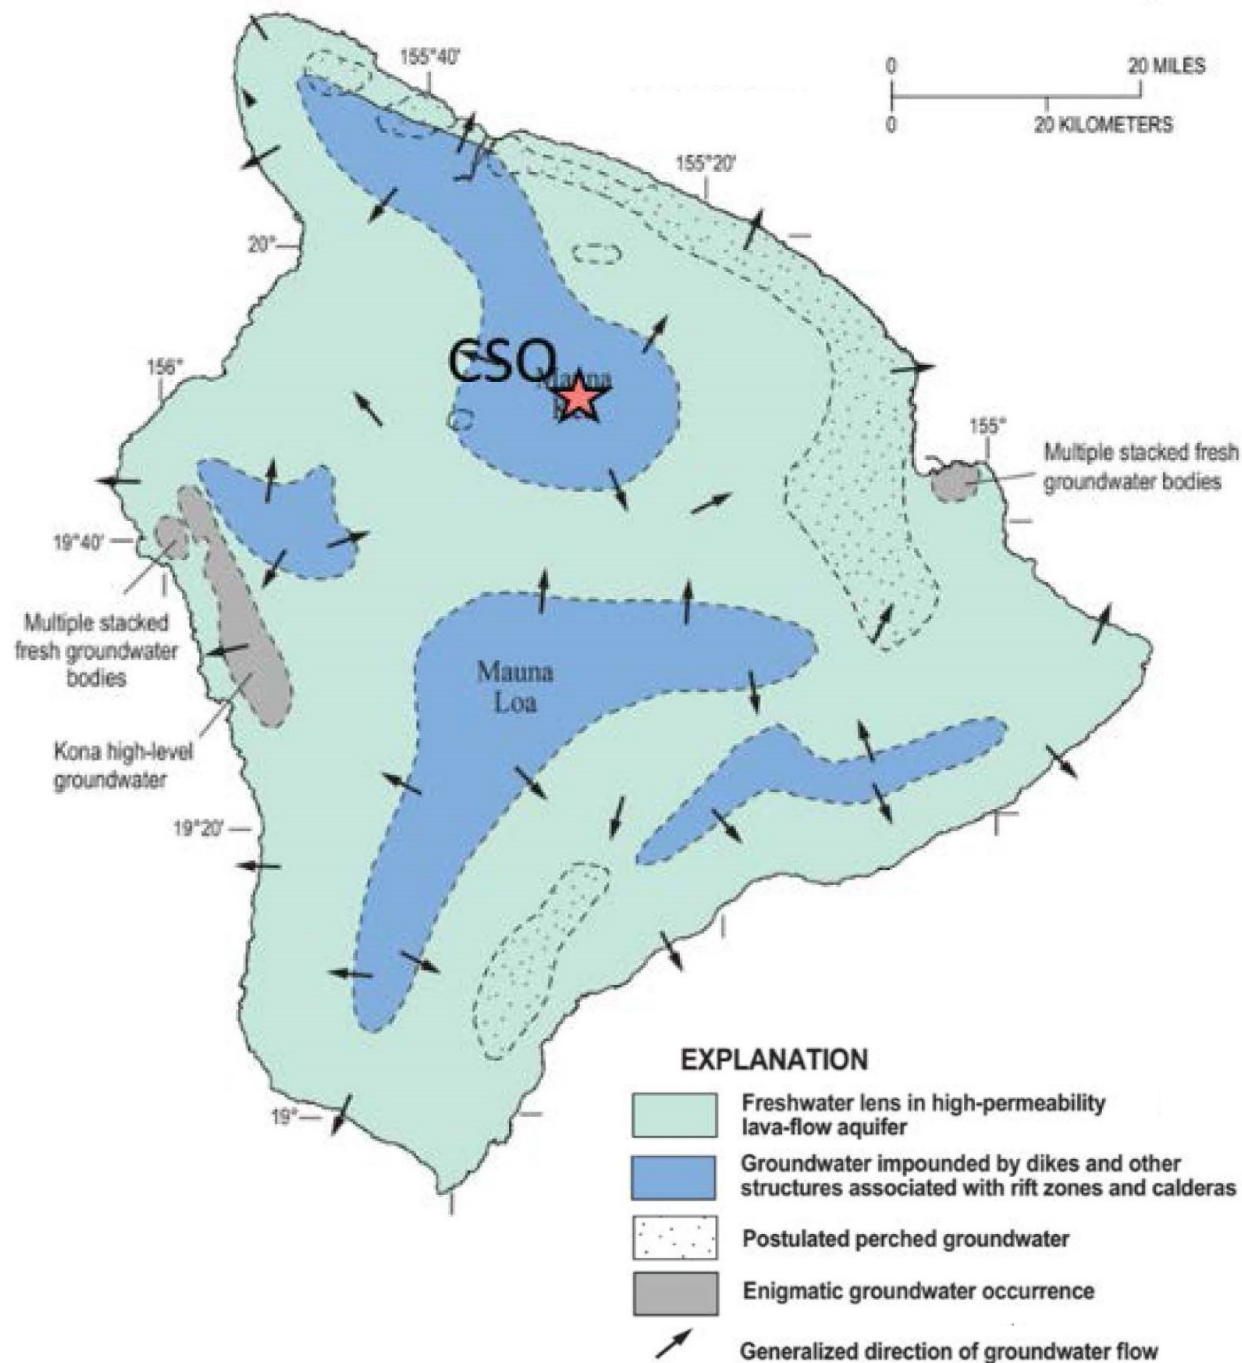 155°40'
0 20 MILES
0 20 KILOMETERS
155°20'
20°
CSO
Mauna
156°
155°
Multiple stacked fresh
groundwater bodies
19°40'
Multiple stacked
fresh groundwater
bodies
Mauna
Loa
Kona high-level
groundwater
19°20'
19°
EXPLANATION
Freshwater lens in high-permeability
lava-flow aquifer
Groundwater impounded by dikes and other
structures associated with rift zones and calderas
Postulated perched groundwater
Enigmatic groundwater occurrence
Generalized direction of groundwater flow